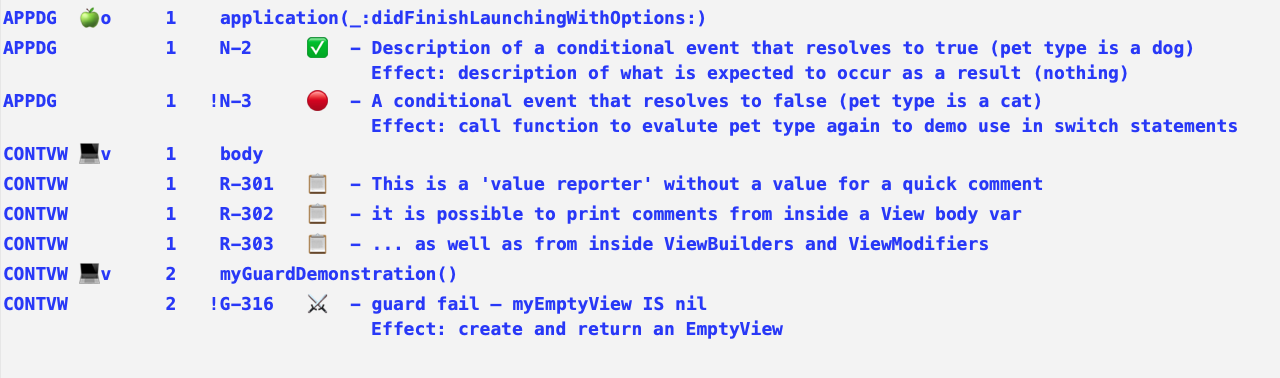 APPDG 🍏o 1 application(_:didFinishLaunchingWithOptions:)
APPDG 1 N-2 ✅ – Description of a conditional event that resolves to true (pet type is a dog)
Effect: description of what is expected to occur as a result (nothing)
APPDG 1 !N-3 🔴 – A conditional event that resolves to false (pet type is a cat)
Effect: call function to evalute pet type again to demo use in switch statements
CONTVW 💻v 1 body
CONTVW 1 R-301 📋 – This is a 'value reporter' without a value for a quick comment
CONTVW 1 R-302 📋 – it is possible to print comments from inside a View body var
CONTVW 1 R-303 📋 – ... as well as from inside ViewBuilders and ViewModifiers
CONTVW 💻v 2 myGuardDemonstration()
CONTVW 2 !G-316 ⚔️ – guard fail — myEmptyView IS nil
Effect: create and return an EmptyView